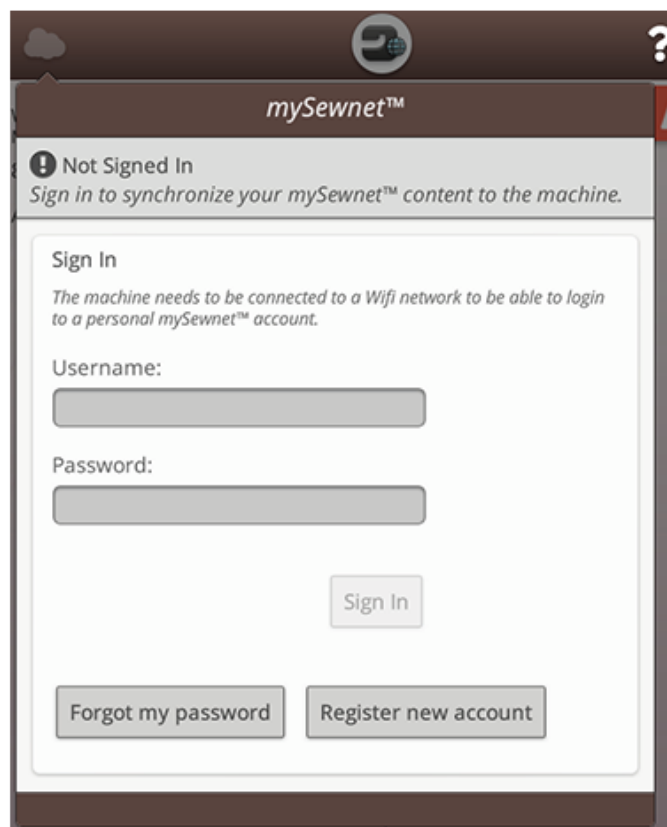 ?
mySewnet™
Not Signed In
Sign in to synchronize your mySewnet™ content to the machine.
Sign In
The machine needs to be connected to a Wifi network to be able to login
to a personal mySewnet™ account.
Username:
Password:
Sign In
Forgot my password
Register new account